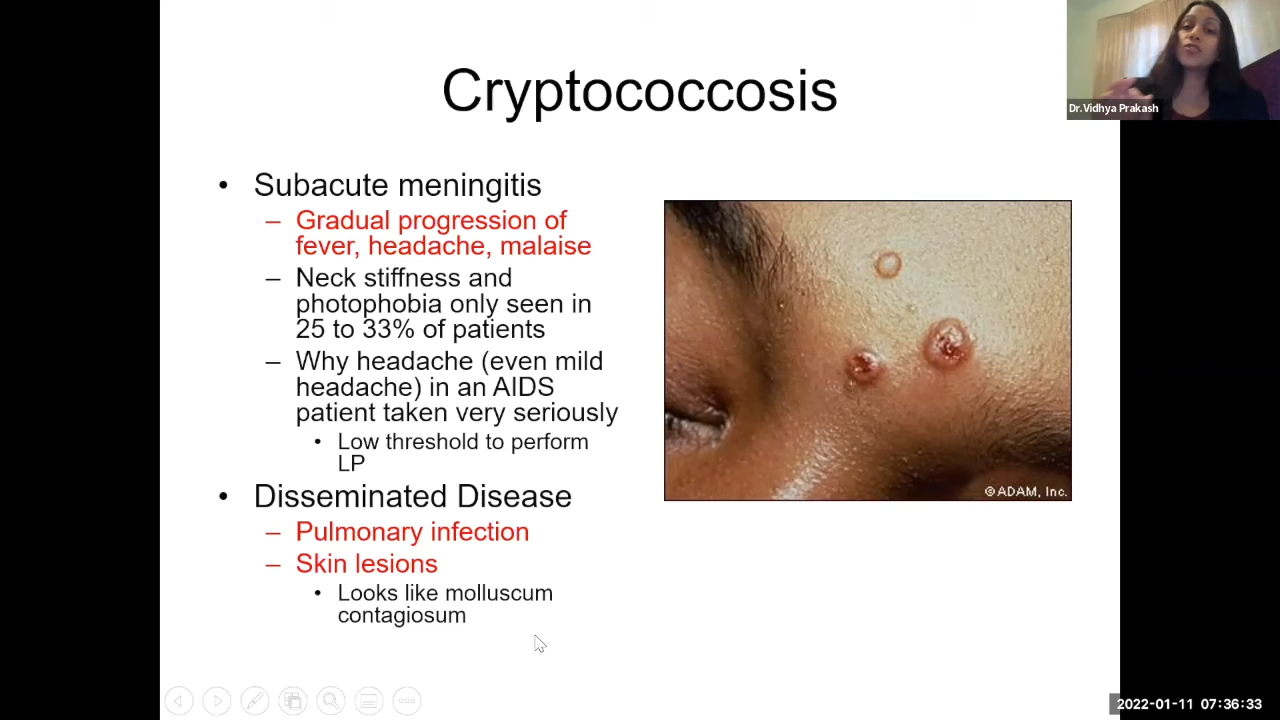 Cryptococcosis
Dr.Vidhya Prakash
• Subacute meningitis
– Gradual progression of
fever, headache, malaise
– Neck stiffness and
photophobia only seen in
25 to 33% of patients
– Why headache (even mild
headache) in an AIDS
patient taken very seriously
• Low threshold to perform
LP
• Disseminated Disease
– Pulmonary infection
– Skin lesions
• Looks like molluscum
contagiosum
©ADAM, Inc.
2022-01-11 07:36:33